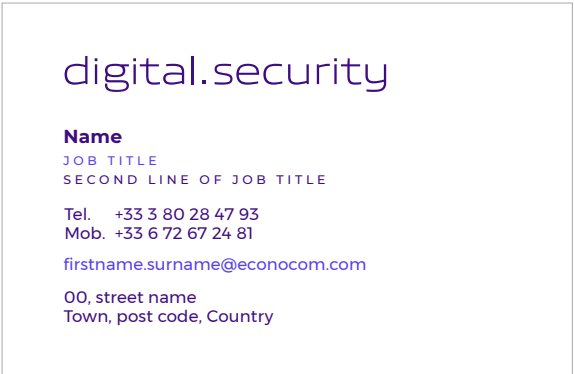 digital.security
Name
JOB TITLE
SECOND LINE OF JOB TITLE
Tel. +33 3 80 28 47 93
Mob. +33 6 72 67 24 81
firstname.surname@econocom.com
00, street name
Town, post code, Country